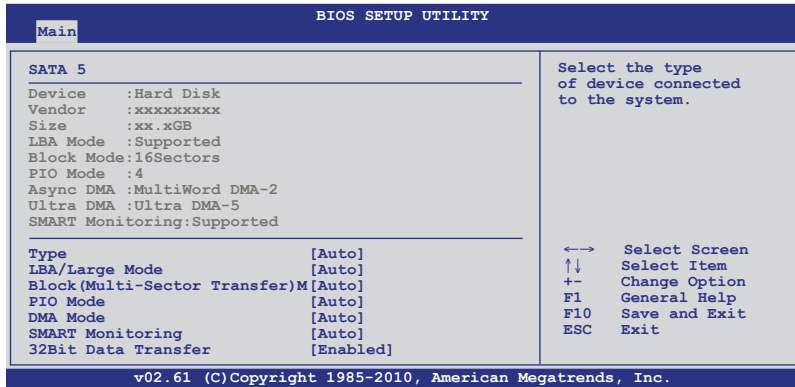 BIOS SETUP UTILITY
Main
SATA 5
Device :Hard Disk
Vendor :xxxxxxxxx
Size :xx.xGB
LBA Mode :Supported
Block Mode:16Sectors
PIO Mode :4
Async DMA :MultiWord DMA-2
Ultra DMA :Ultra DMA-5
SMART Monitoring:Supported
Type [Auto]
LBA/Large Mode [Auto]
Block(Multi-Sector Transfer)M[Auto]
PIO Mode [Auto]
DMA Mode [Auto]
SMART Monitoring [Auto]
32Bit Data Transfer [Enabled]
Select the type
of device connected
to the system.
←→ Select Screen
↑↓ Select Item
+- Change Option
F1 General Help
F10 Save and Exit
ESC Exit
v02.61 (C)Copyright 1985-2010, American Megatrends, Inc.